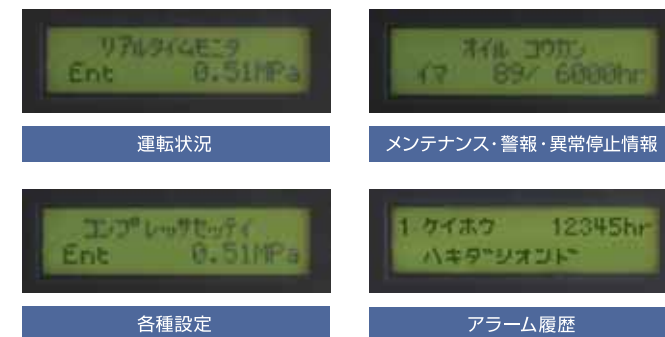 リアルタイムモニタ
Ent 0.51MPa
運転状況
オイル コウカン
イマ 89/ 6000hr
メンテナンス・警報・異常停止情報
コンプレッサセッテイ
Ent 0.51MPa
各種設定
1 ケイホウ 12345hr
ハキダシオンド
アラーム履歴